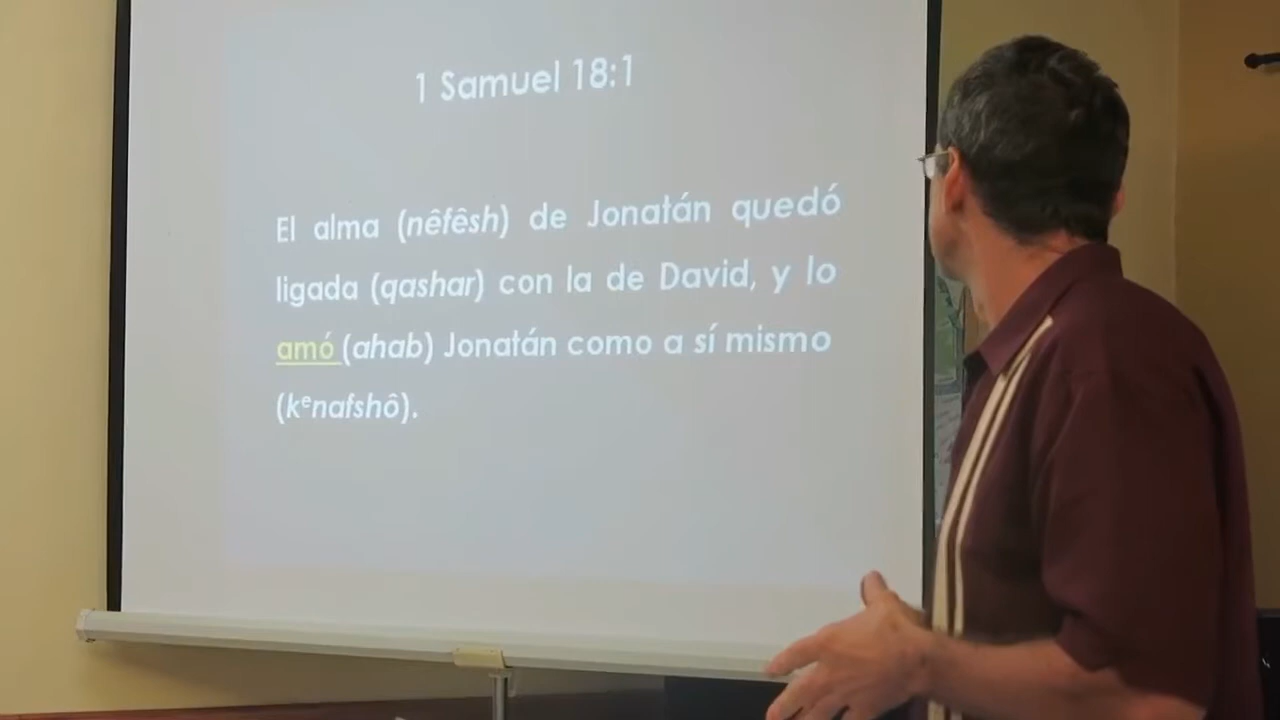 1 Samuel 18:1
El alma (nêfêsh) de Jonatán quedó
ligada (qashar) con la de David, y lo
amó (ahab) Jonatán como a sí mismo
(kᵉnafshô).